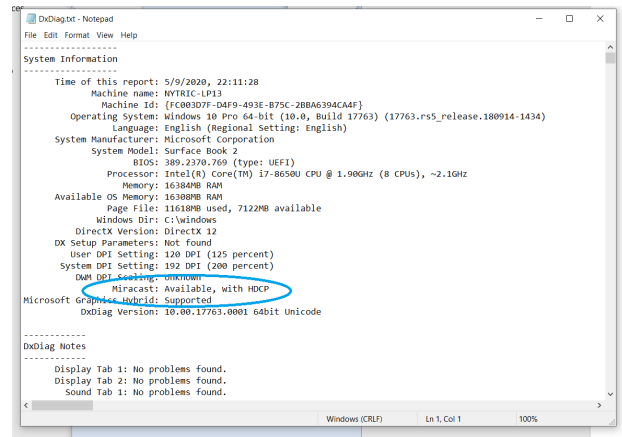 DxDiag.txt - Notepad
File Edit Format View Help
------------------
System Information
------------------
Time of this report: 5/9/2020, 22:11:28
Machine name: NYTRIC-LP13
Machine Id: {FC003D7F-D4F9-493E-B75C-2BBA6394CA4F}
Operating System: Windows 10 Pro 64-bit (10.0, Build 17763) (17763.rs5_release.180914-1434)
Language: English (Regional Setting: English)
System Manufacturer: Microsoft Corporation
System Model: Surface Book 2
BIOS: 389.2370.769 (type: UEFI)
Processor: Intel(R) Core(TM) i7-8650U CPU @ 1.90GHz (8 CPUs), ~2.1GHz
Memory: 16384MB RAM
Available OS Memory: 16308MB RAM
Page File: 11618MB used, 7122MB available
Windows Dir: C:\windows
DirectX Version: DirectX 12
DX Setup Parameters: Not found
User DPI Setting: 120 DPI (125 percent)
System DPI Setting: 192 DPI (200 percent)
DWM DPI Scaling: UnKnown
Miracast: Available, with HDCP
Microsoft Graphics Hybrid: Supported
DxDiag Version: 10.00.17763.0001 64bit Unicode
------------
DxDiag Notes
------------
Display Tab 1: No problems found.
Display Tab 2: No problems found.
Sound Tab 1: No problems found.
Windows (CRLF) Ln 1, Col 1 100%